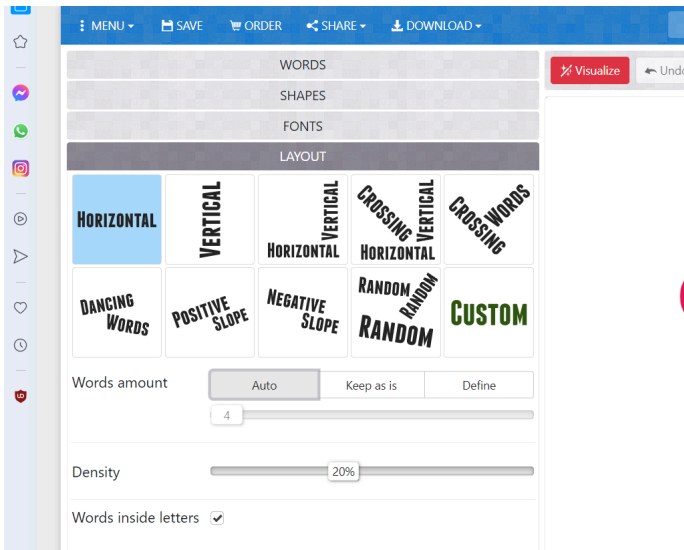 MENU SAVE ORDER SHARE DOWNLOAD
WORDS
Visualize Undo
SHAPES
FONTS
LAYOUT
HORIZONTAL
VERTICAL
HORIZONTAL VERTICAL
CROSSING HORIZONTAL VERTICAL
CROSSING WORDS
DANCING WORDS
POSITIVE SLOPE
NEGATIVE SLOPE
RANDOM RANDOM RANDOM
CUSTOM
Words amount Auto Keep as is Define
4
Density 20%
Words inside letters